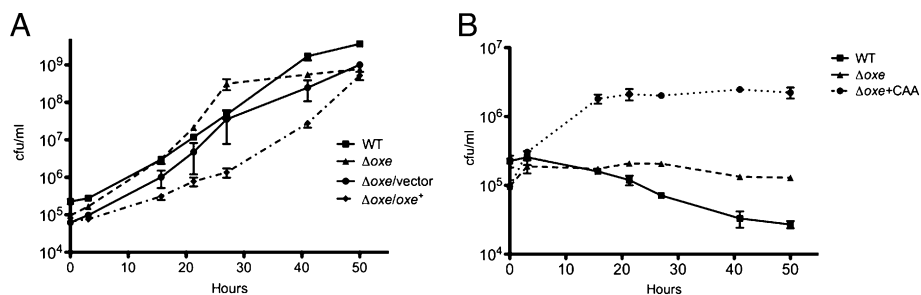 A
10⁹
10⁸
10⁷
10⁶
10⁵
10⁴
cfu/ml
0 10 20 30 40 50
Hours
WT
Δoxe
Δoxe/vector
Δoxe/oxe⁺
B
10⁷
10⁶
10⁵
10⁴
cfu/ml
0 10 20 30 40 50
Hours
WT
Δoxe
Δoxe+CAA